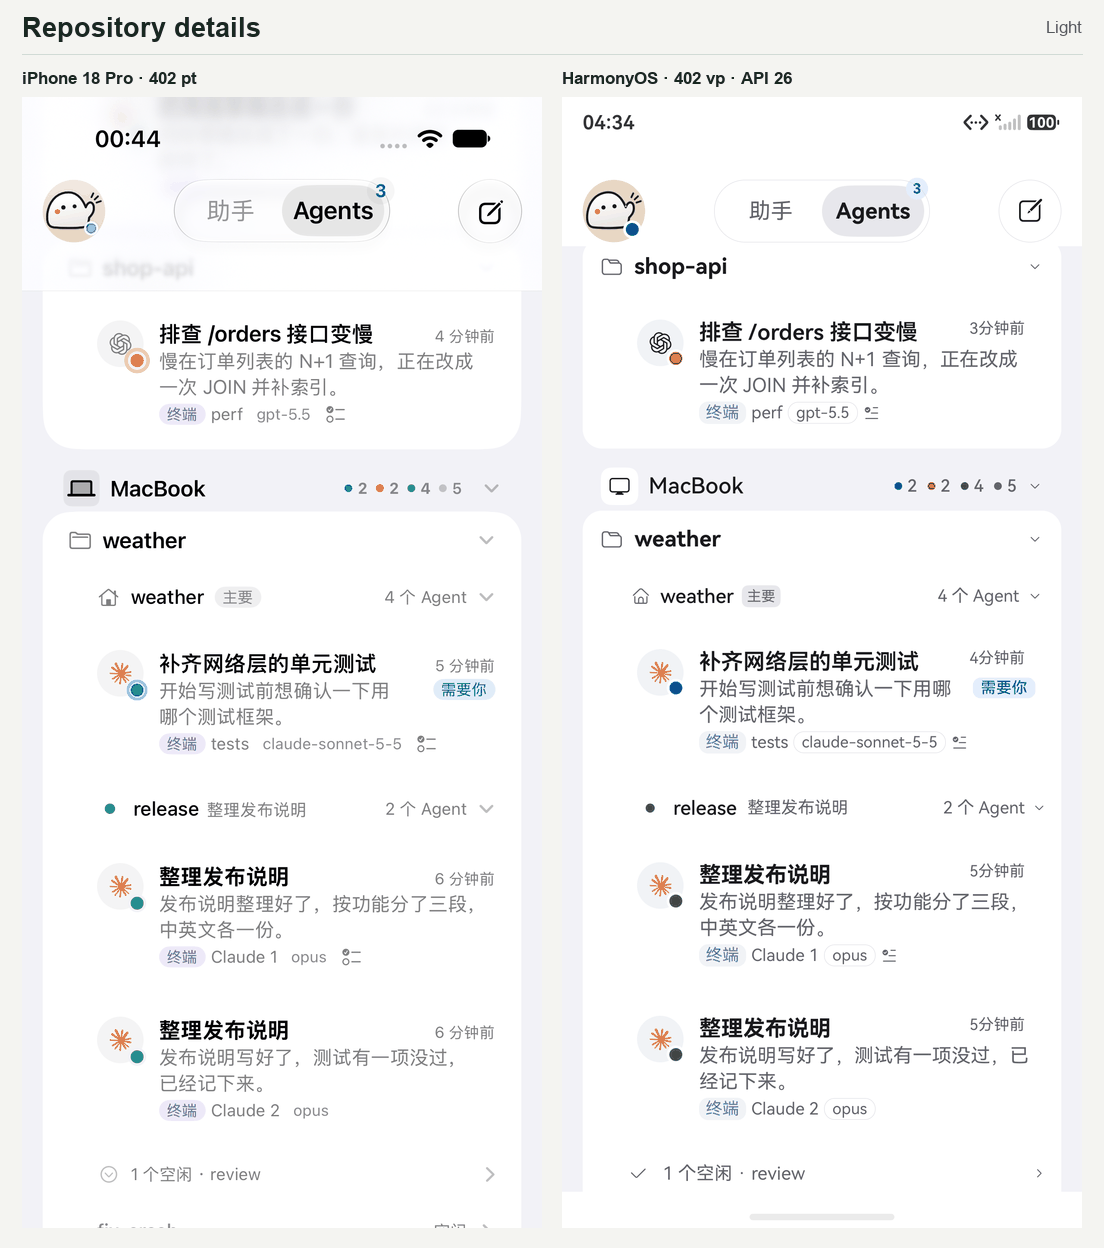 Repository details
Light
iPhone 18 Pro · 402 pt
00:44
助手
Agents
3
shop-api
排查 /orders 接口变慢
4 分钟前
慢在订单列表的 N+1 查询，正在改成
一次 JOIN 并补索引。
终端 perf gpt-5.5
MacBook
2 2 4 5
weather
weather 主要
4 个 Agent
补齐网络层的单元测试
5 分钟前
开始写测试前想确认一下用
需要你
哪个测试框架。
终端 tests claude-sonnet-5-5
release 整理发布说明
2 个 Agent
整理发布说明
6 分钟前
发布说明整理好了，按功能分了三段，
中英文各一份。
终端 Claude 1 opus
整理发布说明
6 分钟前
发布说明写好了，测试有一项没过，
已经记下来。
终端 Claude 2 opus
1 个空闲 · review
HarmonyOS · 402 vp · API 26
04:34
100
助手
Agents
3
shop-api
排查 /orders 接口变慢
3分钟前
慢在订单列表的 N+1 查询，正在改成
一次 JOIN 并补索引。
终端 perf gpt-5.5
MacBook
2 2 4 5
weather
weather 主要
4 个 Agent
补齐网络层的单元测试
4分钟前
开始写测试前想确认一下用哪
需要你
个测试框架。
终端 tests claude-sonnet-5-5
release 整理发布说明
2 个 Agent
整理发布说明
5分钟前
发布说明整理好了，按功能分了三段，
中英文各一份。
终端 Claude 1 opus
整理发布说明
5分钟前
发布说明写好了，测试有一项没过，已
经记下来。
终端 Claude 2 opus
1 个空闲 · review